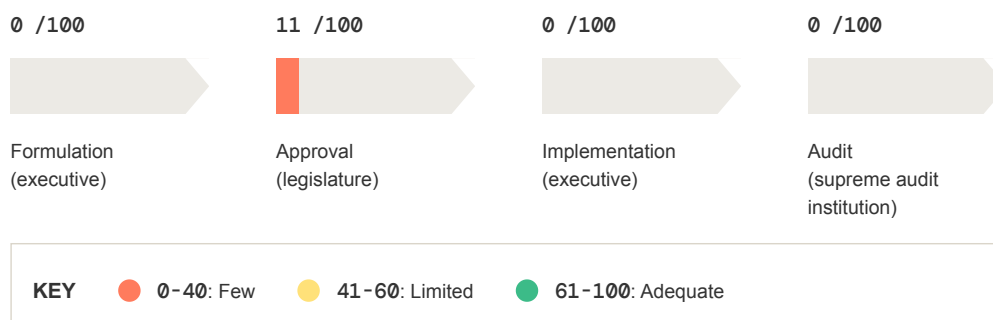 0 /100
11 /100
0 /100
0 /100
Formulation
(executive)
Approval
(legislature)
Implementation
(executive)
Audit
(supreme audit
institution)
KEY
0-40: Few
41-60: Limited
61-100: Adequate